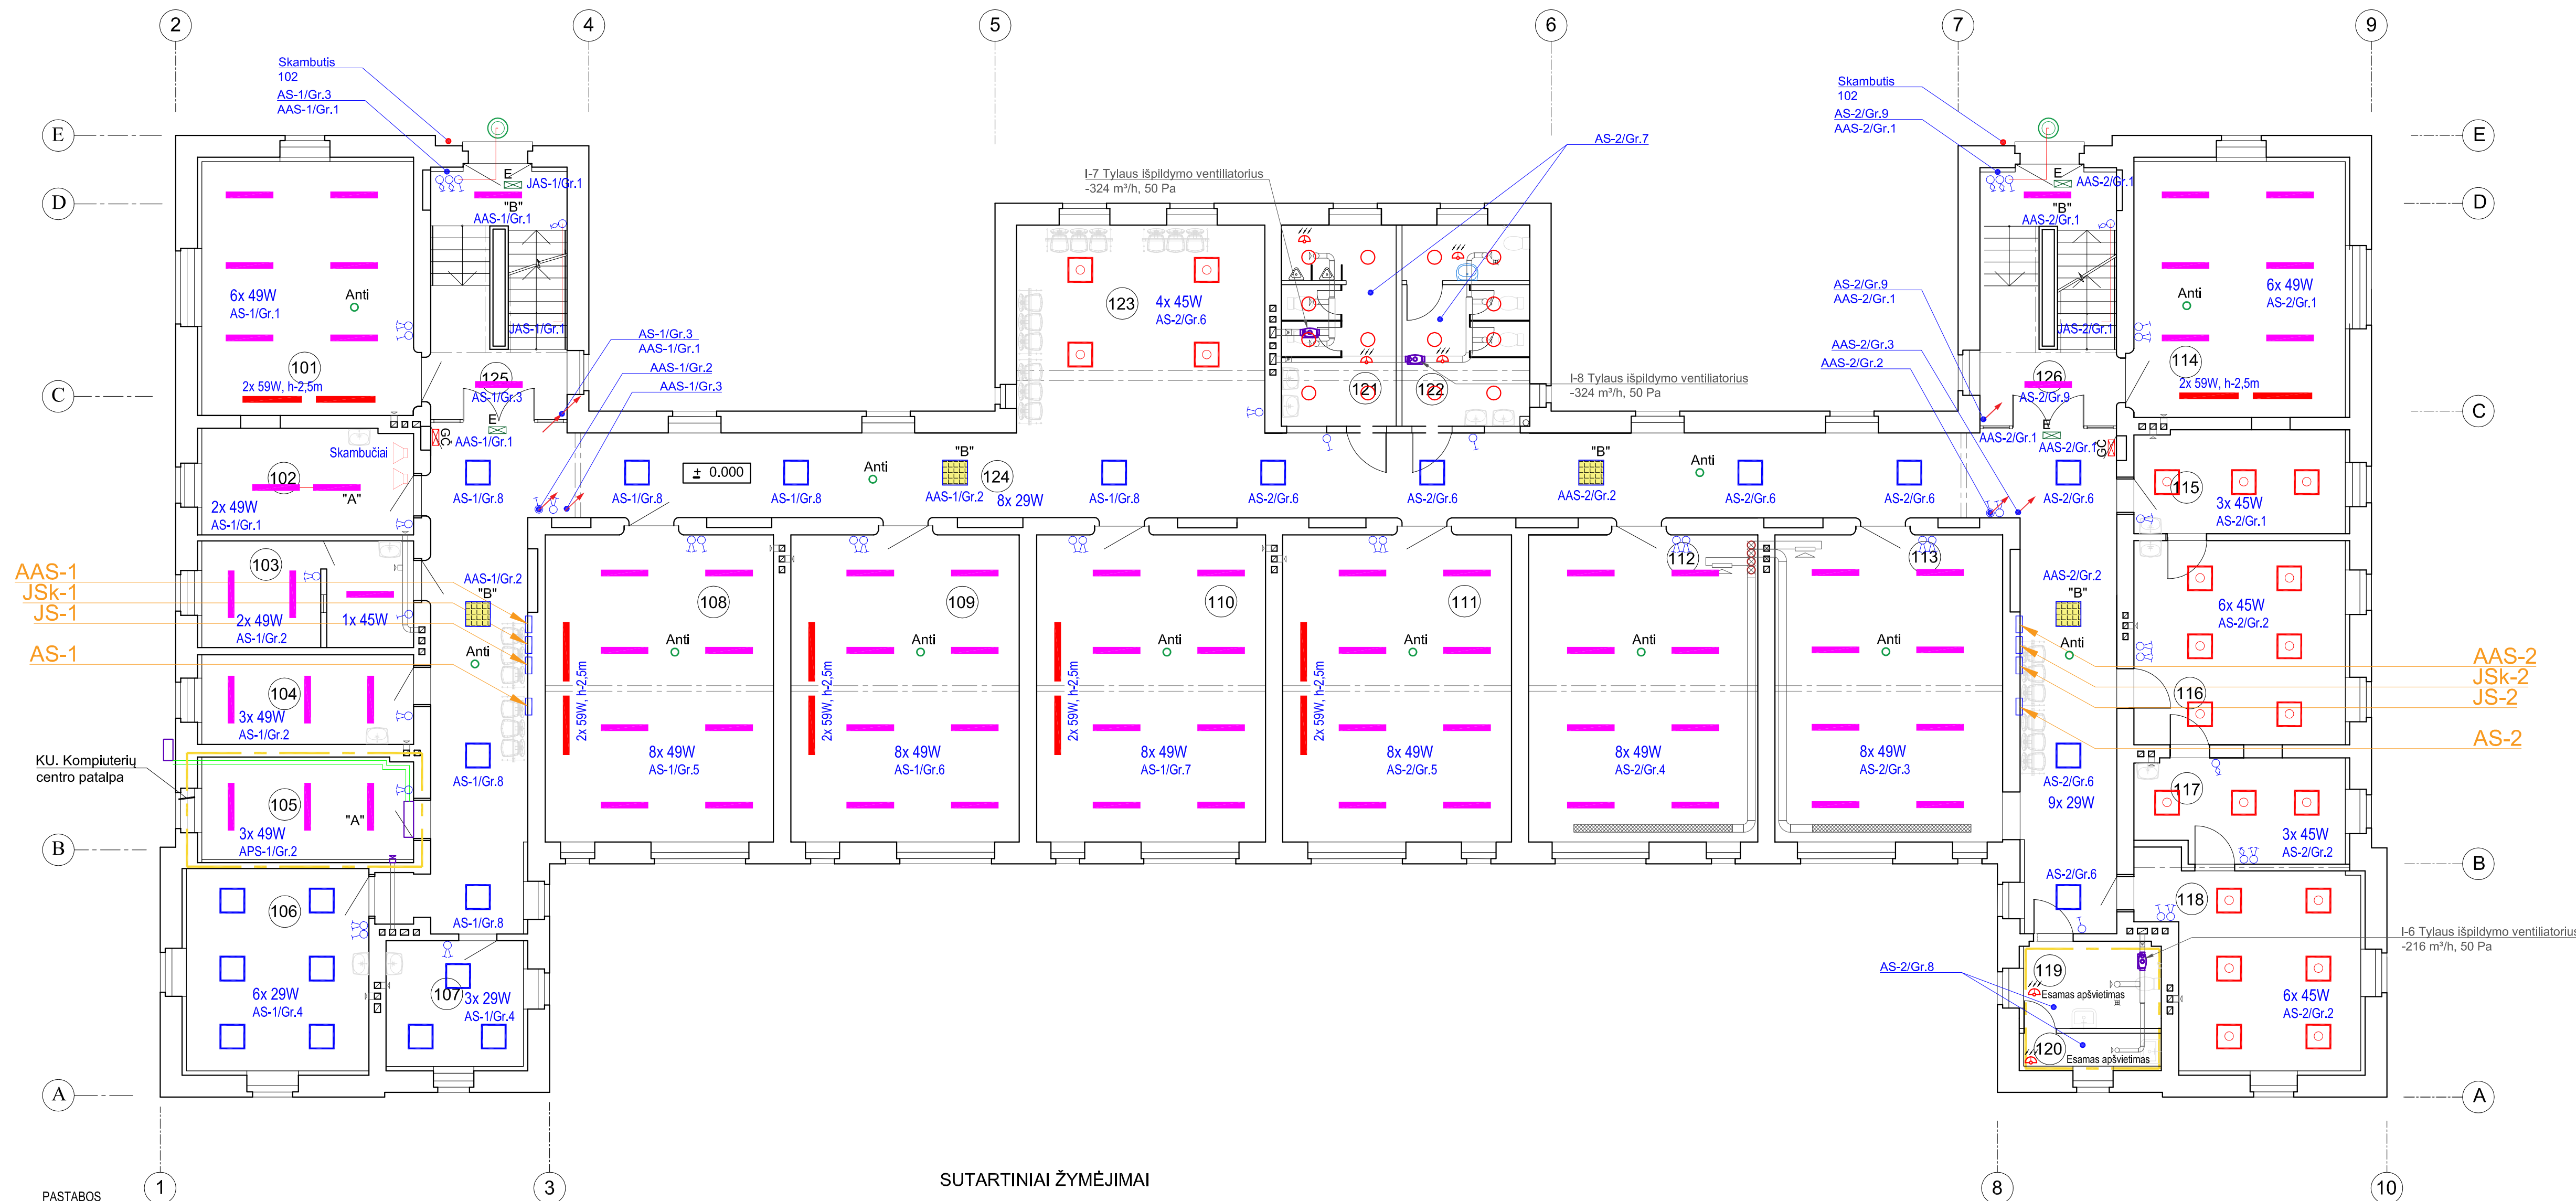 2
4
5
6
7
9
Skambutis
102
AS-1/Gr.3
AAS-1/Gr.1
Skambutis
102
AS-2/Gr.9
AAS-2/Gr.1
E
E
AS-2/Gr.7
I-7 Tylaus išpildymo ventiliatorius
-324 m³/h, 50 Pa
E
JAS-1/Gr.1
"B"
AAS-1/Gr.1
E
AAS-2/Gr.1
"B"
AAS-2/Gr.1
D
D
6x 49W
AS-1/Gr.1
Anti
JAS-1/Gr.1
101
2x 59W, h-2,5m
125
AS-1/Gr.3
E
AAS-1/Gr.1
GČ
AS-1/Gr.3
AAS-1/Gr.1
AAS-1/Gr.2
AAS-1/Gr.3
123
4x 45W
AS-2/Gr.6
121
122
I-8 Tylaus išpildymo ventiliatorius
-324 m³/h, 50 Pa
AS-2/Gr.9
AAS-2/Gr.1
AAS-2/Gr.3
AAS-2/Gr.2
JAS-2/Gr.1
126
AS-2/Gr.9
E
AAS-2/Gr.1
AAS-2/Gr.1
GČ
6x 49W
AS-2/Gr.1
Anti
114
2x 59W, h-2,5m
C
C
Skambučiai
102
"A"
2x 49W
AS-1/Gr.1
AS-1/Gr.8
AS-1/Gr.8
± 0.000
AS-1/Gr.8
Anti
"B"
AAS-1/Gr.2
124
8x 29W
AS-1/Gr.8
AS-2/Gr.6
AS-2/Gr.6
"B"
AAS-2/Gr.2
Anti
AS-2/Gr.6
AS-2/Gr.6
AS-2/Gr.6
115
3x 45W
AS-2/Gr.1
103
2x 49W
AS-1/Gr.2
1x 45W
AAS-1
JSk-1
JS-1
AS-1
AAS-1/Gr.2
"B"
Anti
104
3x 49W
AS-1/Gr.2
108
Anti
2x 59W, h-2,5m
8x 49W
AS-1/Gr.5
109
Anti
2x 59W, h-2,5m
8x 49W
AS-1/Gr.6
110
Anti
2x 59W, h-2,5m
8x 49W
AS-1/Gr.7
111
Anti
2x 59W, h-2,5m
8x 49W
AS-2/Gr.5
112
Anti
8x 49W
AS-2/Gr.4
113
Anti
8x 49W
AS-2/Gr.3
AAS-2/Gr.2
"B"
Anti
6x 45W
AS-2/Gr.2
116
AAS-2
JSk-2
JS-2
AS-2
KU. Kompiuterių
centro patalpa
105
"A"
3x 49W
APS-1/Gr.2
AS-1/Gr.8
AS-2/Gr.6
9x 29W
117
3x 45W
AS-2/Gr.2
B
B
106
6x 29W
AS-1/Gr.4
AS-1/Gr.8
107
3x 29W
AS-1/Gr.4
AS-2/Gr.6
118
6x 45W
AS-2/Gr.2
I-6 Tylaus išpildymo ventiliatorius
-216 m³/h, 50 Pa
AS-2/Gr.8
119
Esamas apšvietimas
120
Esamas apšvietimas
A
A
1
3
8
10
SUTARTINIAI ŽYMĖJIMAI
PASTABOS